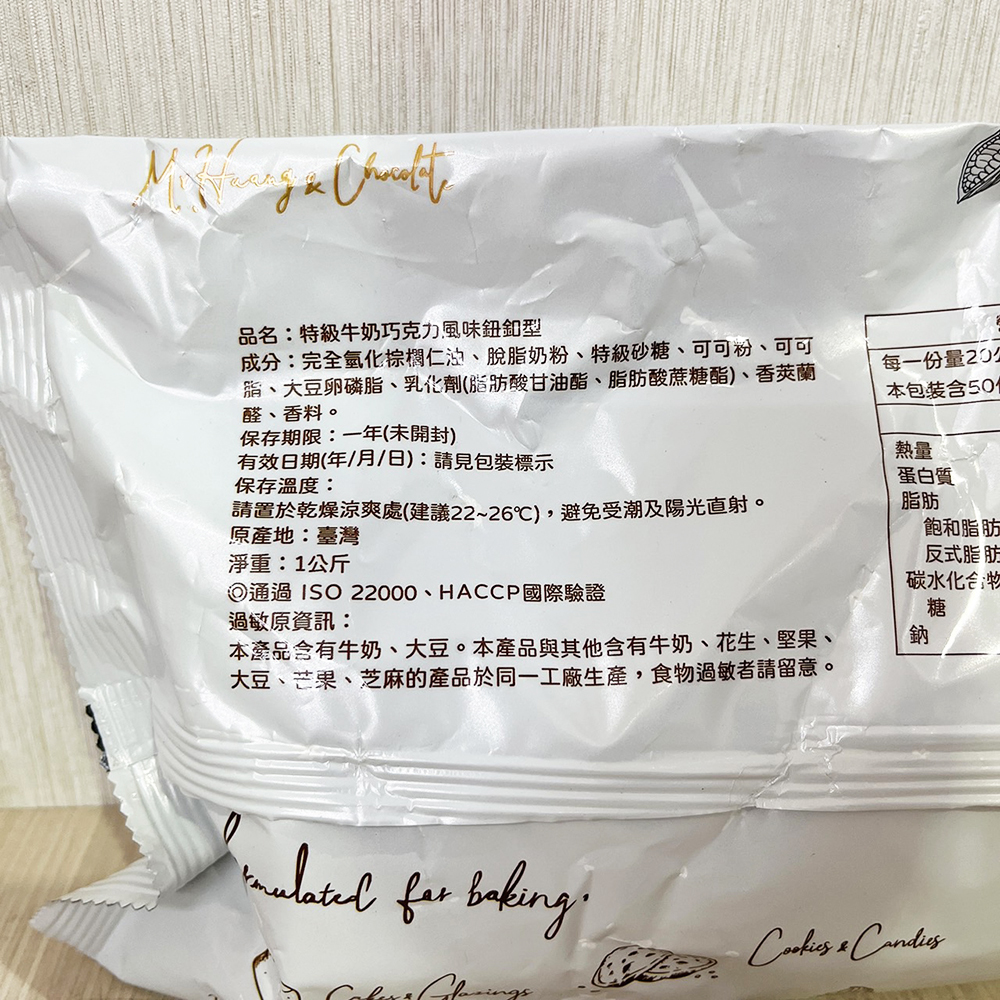 Mr. Huang & Chocolat
品名：特級牛奶巧克力風味鈕釦型
成分：完全氫化棕櫚仁油、脫脂奶粉、特級砂糖、可可粉、可可
脂、大豆卵磷脂、乳化劑(脂肪酸甘油酯、脂肪酸蔗糖酯)、香莢蘭
醛、香料。
保存期限：一年(未開封)
有效日期(年/月/日)：請見包裝標示
保存溫度：
請置於乾燥涼爽處(建議22~26℃)，避免受潮及陽光直射。
原產地：臺灣
淨重：1公斤
◎通過 ISO 22000、HACCP國際驗證
過敏原資訊：
本產品含有牛奶、大豆。本產品與其他含有牛奶、花生、堅果、
大豆、芒果、芝麻的產品於同一工廠生產，食物過敏者請留意。
每一份量20
本包裝含50
熱量
蛋白質
脂肪
飽和脂肪
反式脂肪
碳水化合物
糖
鈉
for baking.
Cookies & Candies
Cakes & Glazings